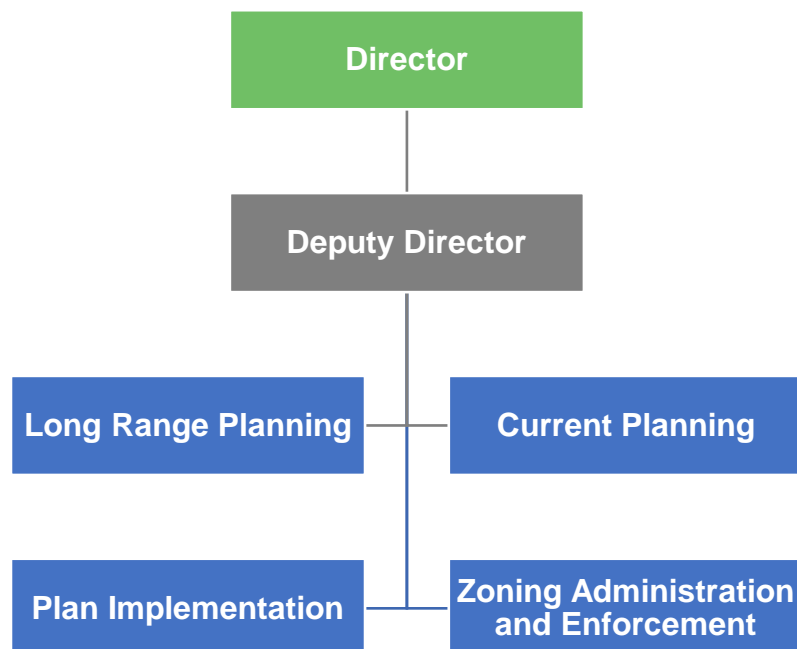 Director
Deputy Director
Long Range Planning
Current Planning
Plan Implementation
Zoning Administration
and Enforcement